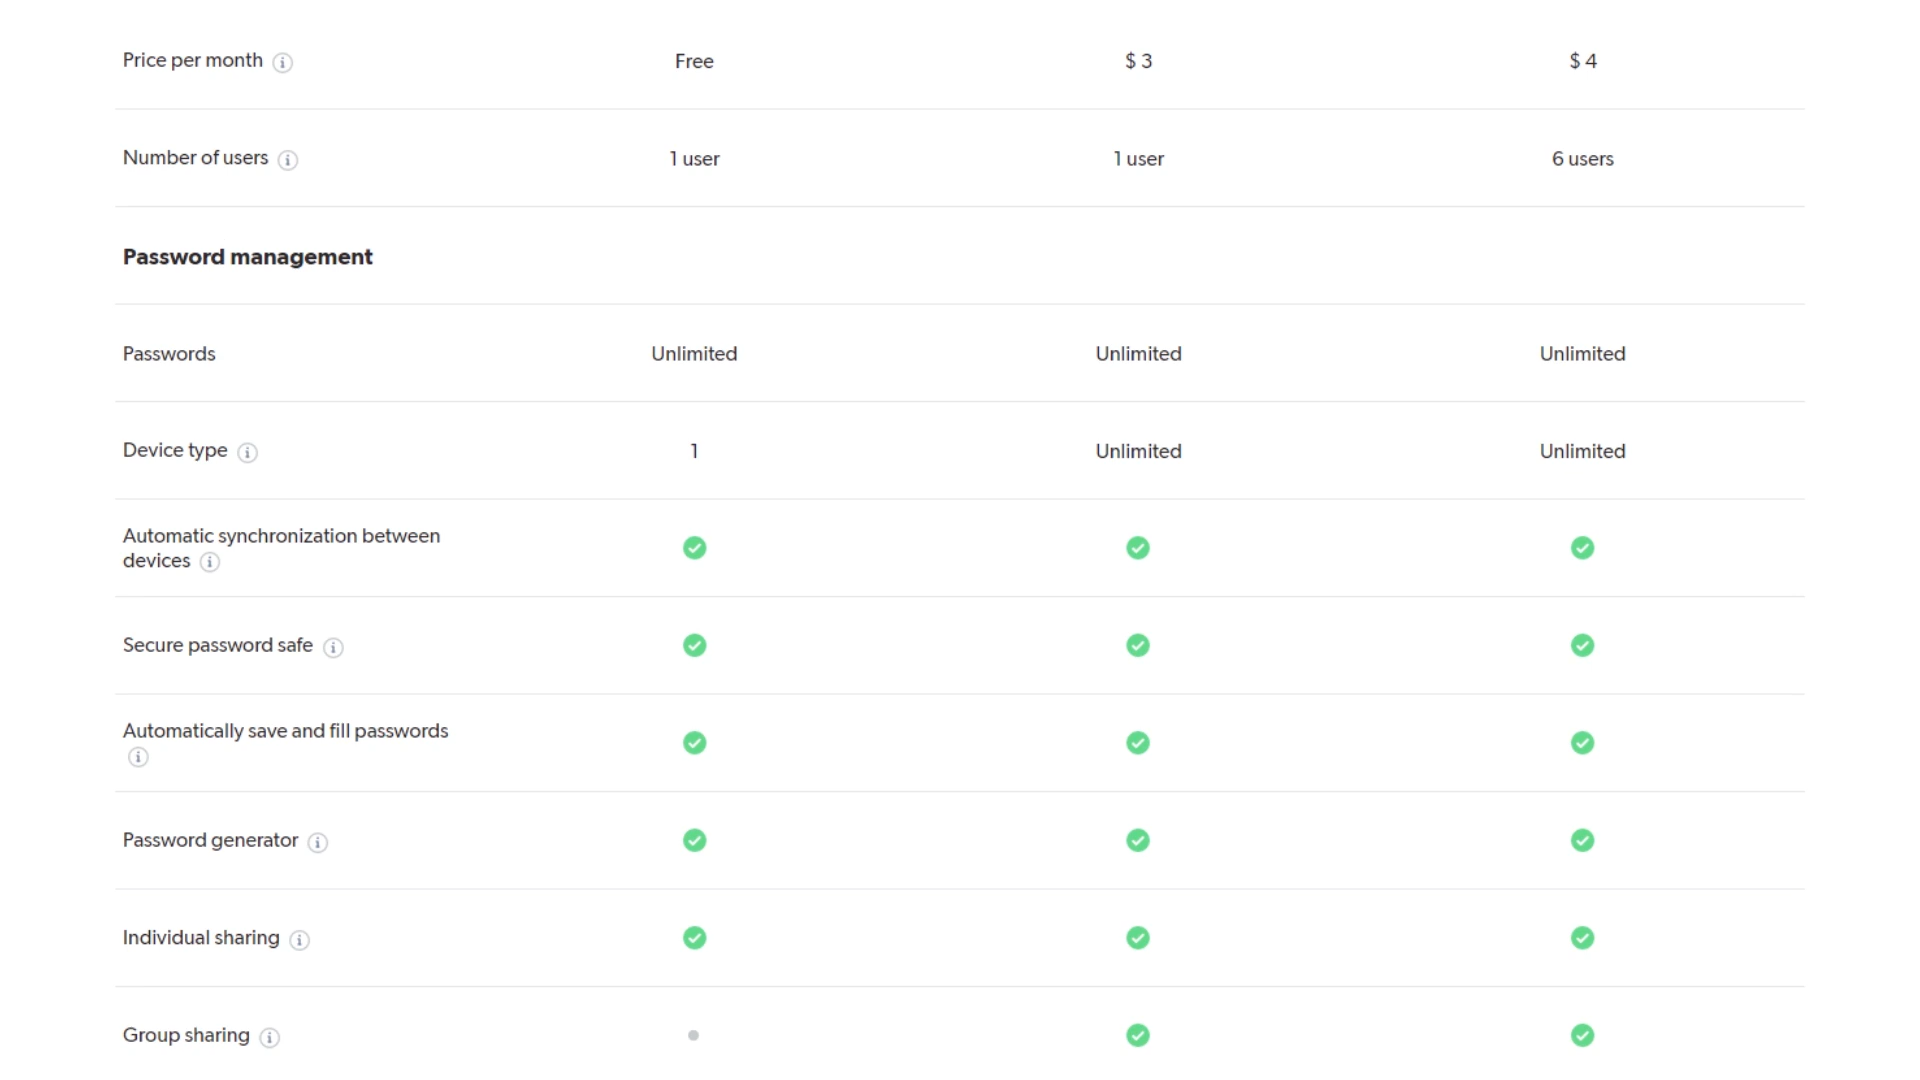 Price per month Free $ 3 $ 4
Number of users 1 user 1 user 6 users
Password management
Passwords Unlimited Unlimited Unlimited
Device type 1 Unlimited Unlimited
Automatic synchronization between
devices
Secure password safe
Automatically save and fill passwords
Password generator
Individual sharing
Group sharing